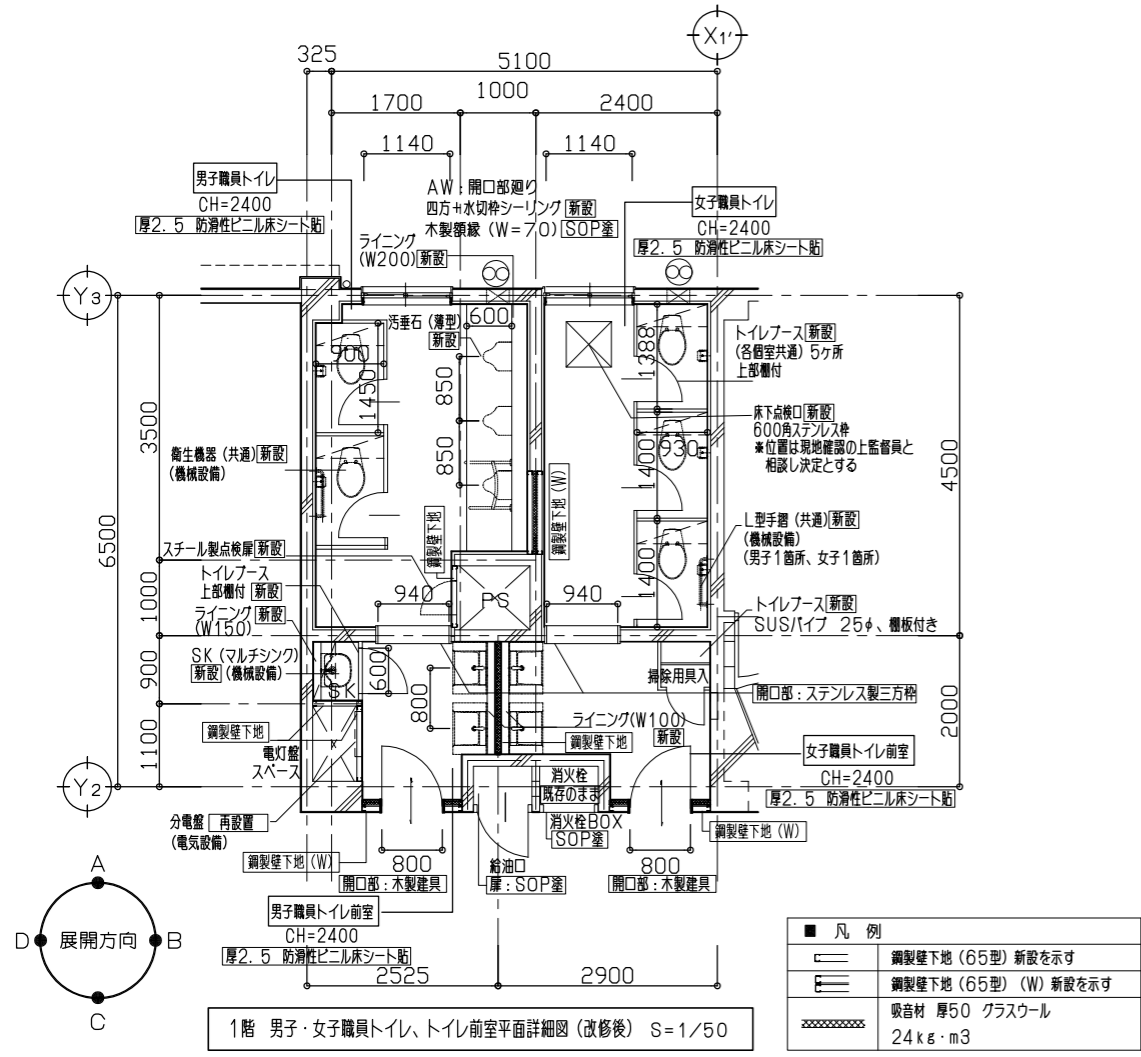 X1'
325
5100
1000
1700
2400
1140
1140
男子職員トイレ
CH=2400
厚2.5 防滑性ビニル床シート貼
AW:開口部廻り
四方+水切枠シーリング 新設
木製額縁 (W=70) SOP塗
女子職員トイレ
CH=2400
厚2.5 防滑性ビニル床シート貼
ライニング
(W200) 新設
Y3
汚垂石 (薄型)
新設
600
900
1450
850
850
1388
1400
930
1400
トイレブース 新設
(各個室共通) 5ヶ所
上部棚付
床下点検口 新設
600角ステンレス枠
※位置は現地確認の上監督員と
相談し決定とする
衛生機器 (共通) 新設
(機械設備)
3500
4500
6500
鋼製壁下地 (W)
鋼製壁下地
L型手摺 (共通) 新設
(機械設備)
(男子1箇所、女子1箇所)
スチール製点検扉 新設
トイレブース
上部棚付 新設
ライニング 新設
(W150)
1000
940
PS
940
トイレブース 新設
SUSパイプ 25φ、棚板付き
SK (マルチシンク)
新設 (機械設備)
SK
600
800
900
掃除用具入
開口部:ステンレス製三方枠
2000
鋼製壁下地
ライニング(W100)
新設
鋼製壁下地
電灯盤
スペース
1100
女子職員トイレ前室
CH=2400
厚2.5 防滑性ビニル床シート貼
Y2
消火栓
既存のまま
消火栓BOX
SOP塗
分電盤 再設置
(電気設備)
鋼製壁下地 (W)
鋼製壁下地 (W)
800
開口部:木製建具
給油口
扉:SOP塗
800
開口部:木製建具
男子職員トイレ前室
CH=2400
厚2.5 防滑性ビニル床シート貼
A
D
展開方向
B
C
2525
2900
1階 男子・女子職員トイレ、トイレ前室平面詳細図 (改修後) S=1/50
■ 凡 例
鋼製壁下地 (65型) 新設を示す
鋼製壁下地 (65型) (W) 新設を示す
吸音材 厚50 グラスウール
24kg・m3